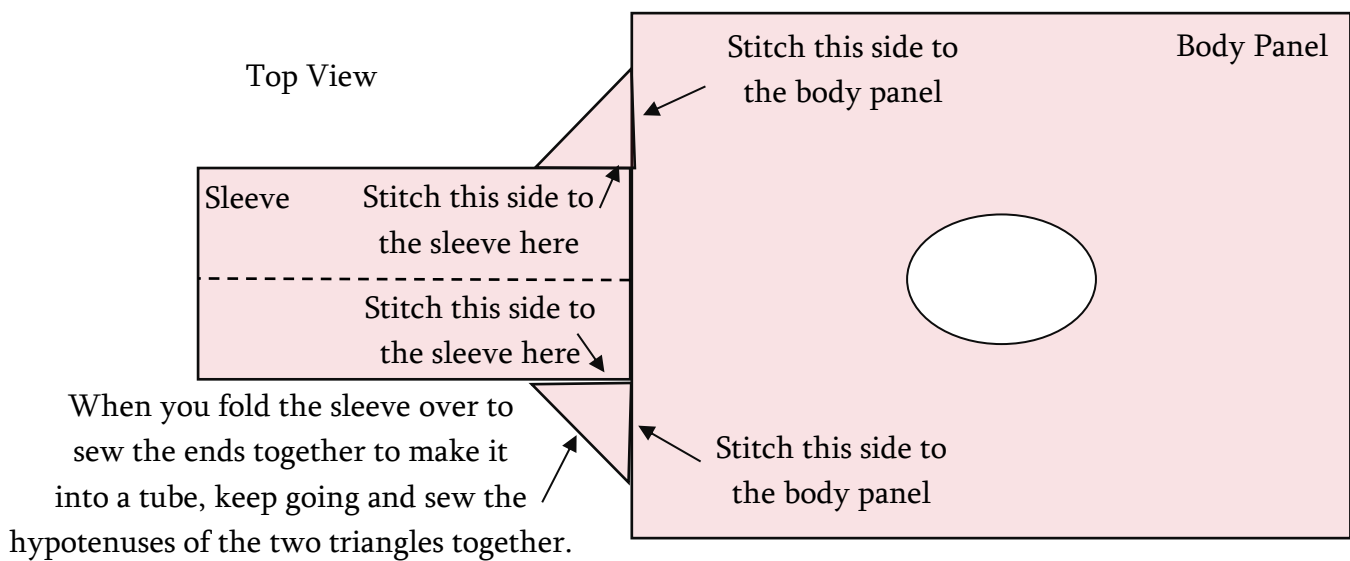 Top View
Stitch this side to
the body panel
Body Panel
Sleeve
Stitch this side to
the sleeve here
Stitch this side to
the sleeve here
When you fold the sleeve over to
sew the ends together to make it
into a tube, keep going and sew the
hypotenuses of the two triangles together.
Stitch this side to
the body panel